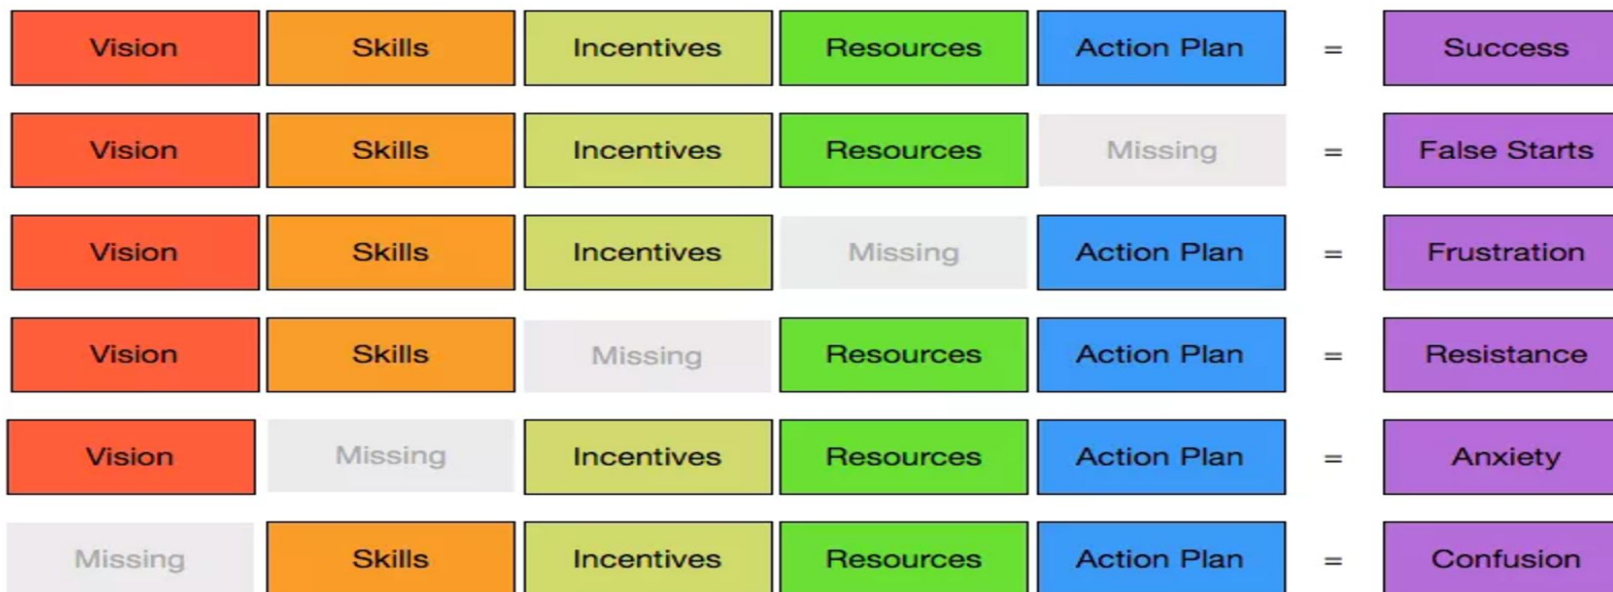 Vision Skills Incentives Resources Action Plan = Success
Vision Skills Incentives Resources Missing = False Starts
Vision Skills Incentives Missing Action Plan = Frustration
Vision Skills Missing Resources Action Plan = Resistance
Vision Missing Incentives Resources Action Plan = Anxiety
Missing Skills Incentives Resources Action Plan = Confusion